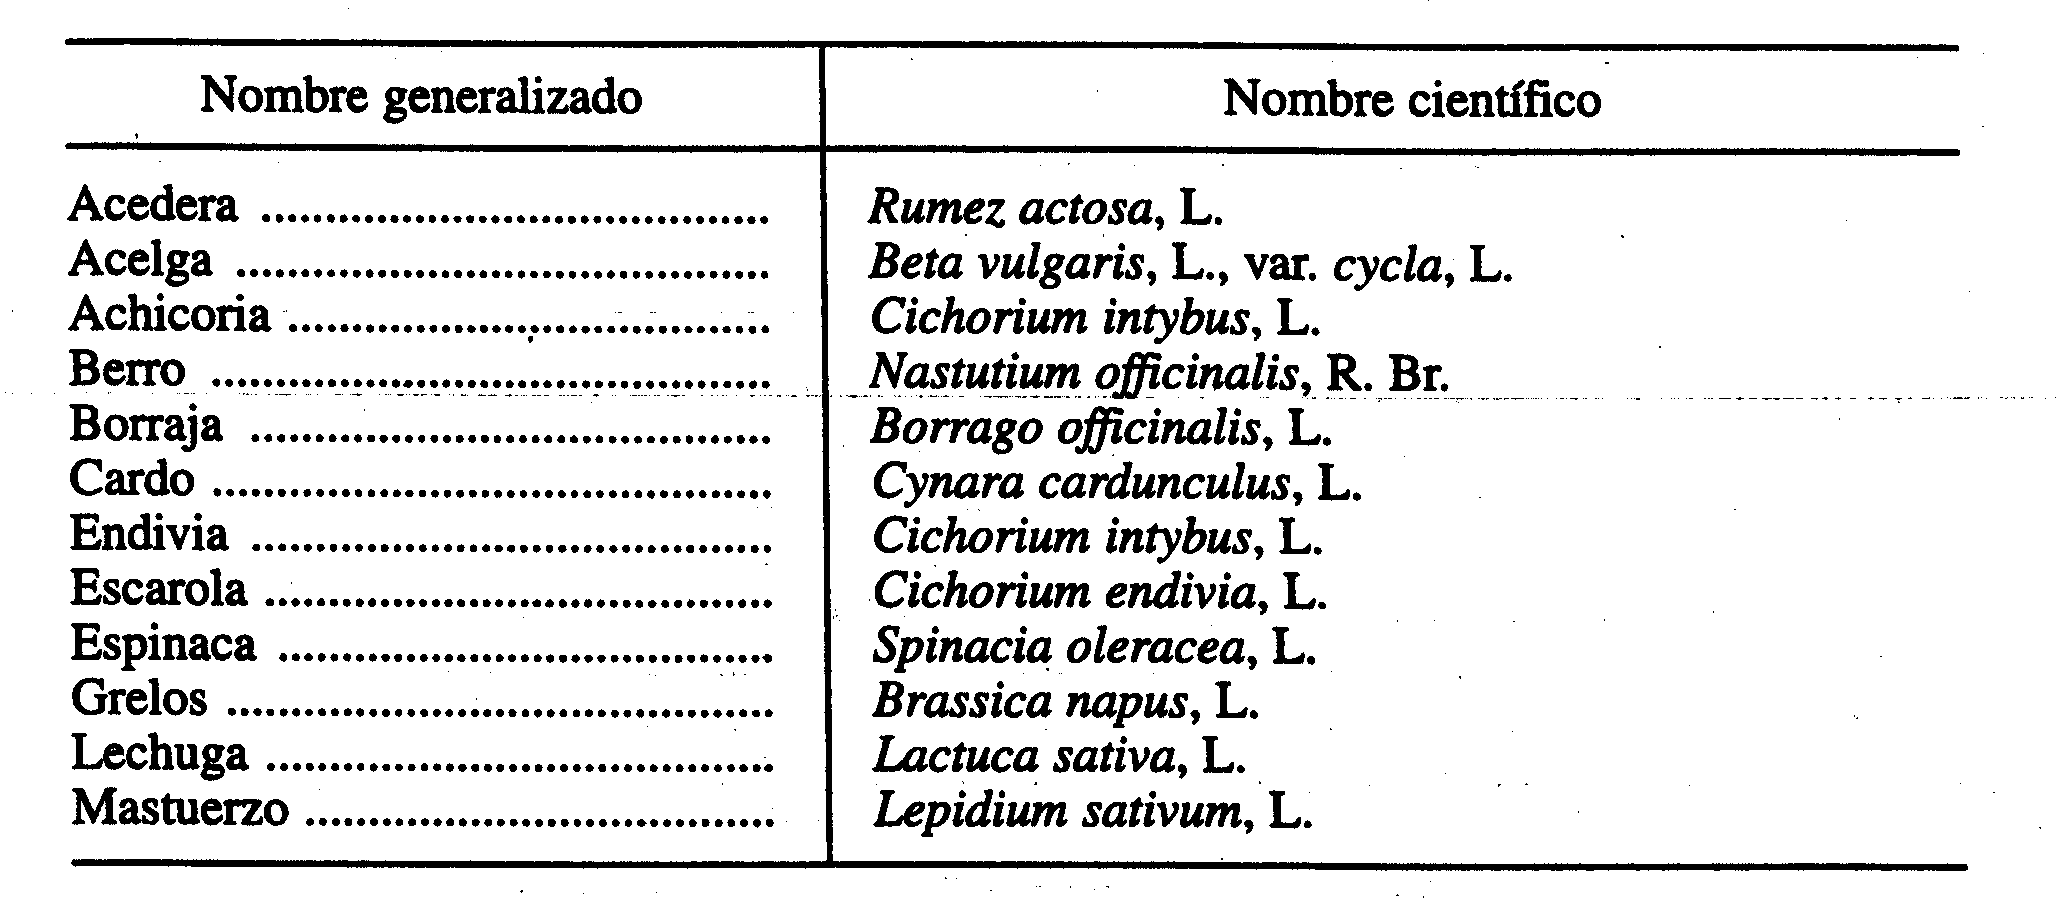 Nombre generalizado Nombre científico
Acedera ........................................ Rumez actosa, L.
Acelga .......................................... Beta vulgaris, L., var. cycla, L.
Achicoria ...................................... Cichorium intybus, L.
Berro ............................................ Nastutium officinalis, R. Br.
Borraja ......................................... Borrago officinalis, L.
Cardo ............................................ Cynara cardunculus, L.
Endivia ......................................... Cichorium intybus, L.
Escarola ........................................ Cichorium endivia, L.
Espinaca ....................................... Spinacia oleracea, L.
Grelos ........................................... Brassica napus, L.
Lechuga ........................................ Lactuca sativa, L.
Mastuerzo ..................................... Lepidium sativum, L.